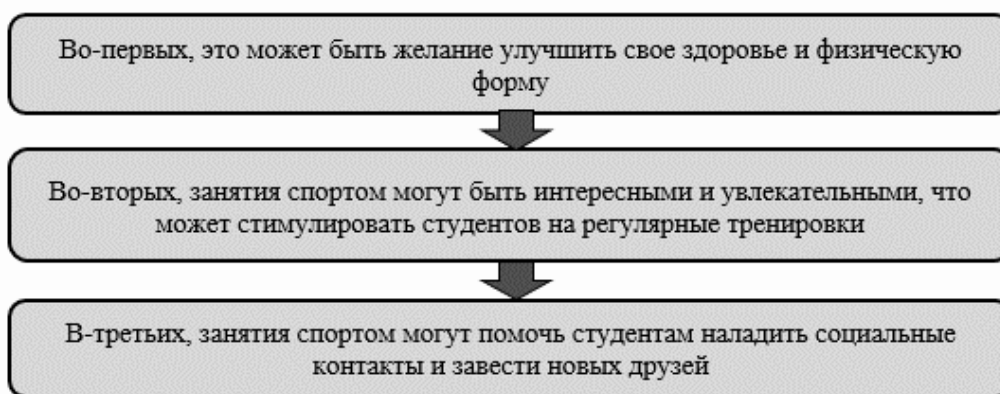 Во-первых, это может быть желание улучшить свое здоровье и физическую
форму
Во-вторых, занятия спортом могут быть интересными и увлекательными, что
может стимулировать студентов на регулярные тренировки
В-третьих, занятия спортом могут помочь студентам наладить социальные
контакты и завести новых друзей